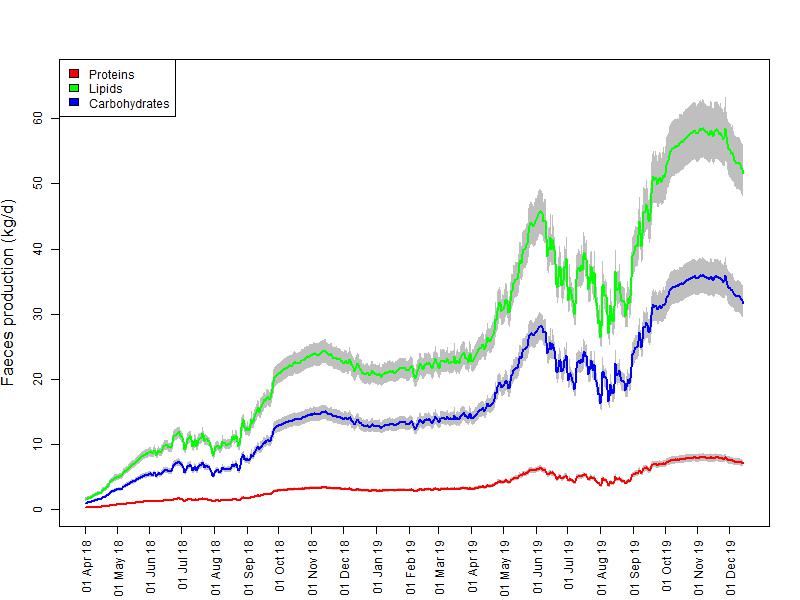 Proteins
Lipids
Carbohydrates
Faeces production (kg/d)
60
50
40
30
20
10
0
01 Apr 18
01 May 18
01 Jun 18
01 Jul 18
01 Aug 18
01 Sep 18
01 Oct 18
01 Nov 18
01 Dec 18
01 Jan 19
01 Feb 19
01 Mar 19
01 Apr 19
01 May 19
01 Jun 19
01 Jul 19
01 Aug 19
01 Sep 19
01 Oct 19
01 Nov 19
01 Dec 19